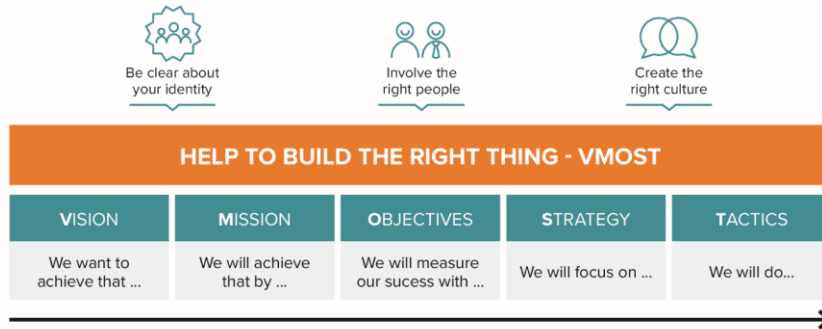 Be clear about
your identity
Involve the
right people
Create the
right culture
HELP TO BUILD THE RIGHT THING - VMOST
VISION
MISSION
OBJECTIVES
STRATEGY
TACTICS
We want to
achieve that ...
We will achieve
that by ...
We will measure
our sucess with ...
We will focus on ...
We will do...